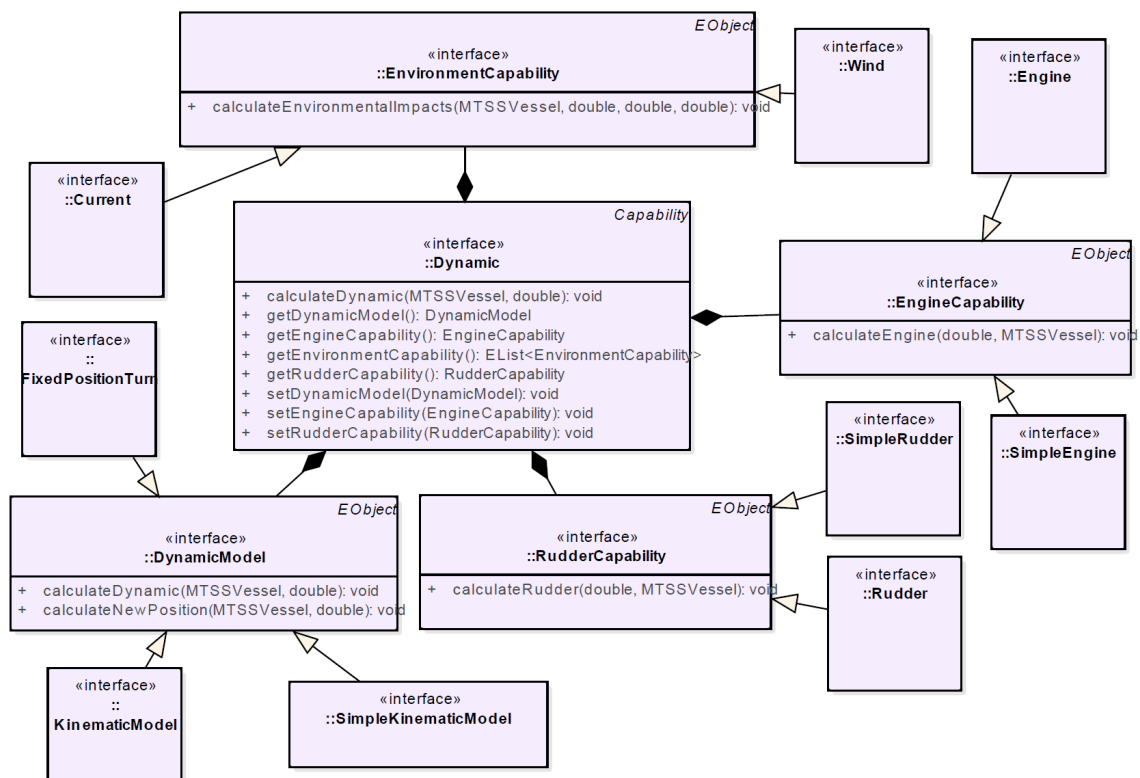 EObject
«interface»
::EnvironmentCapability
+ calculateEnvironmentalImpacts(MTSSVessel, double, double, double): void
«interface»
::Wind
«interface»
::Engine
«interface»
::Current
Capability
«interface»
::Dynamic
+ calculateDynamic(MTSSVessel, double): void
+ getDynamicModel(): DynamicModel
+ getEngineCapability(): EngineCapability
+ getEnvironmentCapability(): EList<EnvironmentCapability>
+ getRudderCapability(): RudderCapability
+ setDynamicModel(DynamicModel): void
+ setEngineCapability(EngineCapability): void
+ setRudderCapability(RudderCapability): void
EObject
«interface»
::EngineCapability
+ calculateEngine(double, MTSSVessel): void
«interface»
::
FixedPositionTurn
«interface»
::SimpleRudder
«interface»
::SimpleEngine
EObject
«interface»
::DynamicModel
+ calculateDynamic(MTSSVessel, double): void
+ calculateNewPosition(MTSSVessel, double): void
EObject
«interface»
::RudderCapability
+ calculateRudder(double, MTSSVessel): void
«interface»
::Rudder
«interface»
::
KinematicModel
«interface»
::SimpleKinematicModel